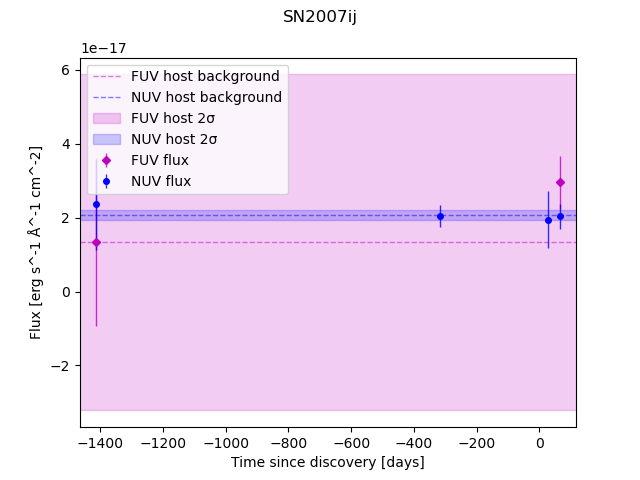 SN2007ij
1e−17
FUV host background
NUV host background
FUV host 2σ
NUV host 2σ
FUV flux
NUV flux
6
4
2
0
−2
Flux [erg s^-1 Å^-1 cm^-2]
−1400 −1200 −1000 −800 −600 −400 −200 0
Time since discovery [days]